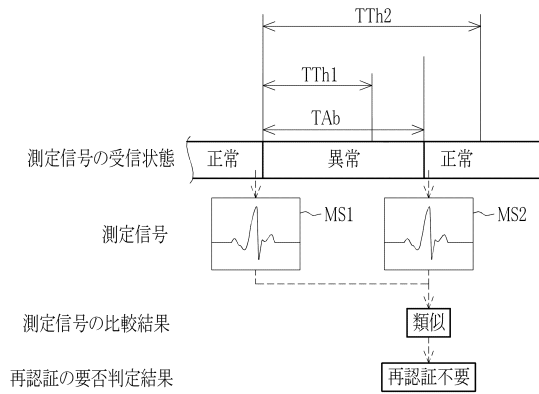 TTh2
TTh1
TAb
測定信号の受信状態 正常 異常 正常
測定信号 MS1 MS2
測定信号の比較結果 類似
再認証の要否判定結果 再認証不要